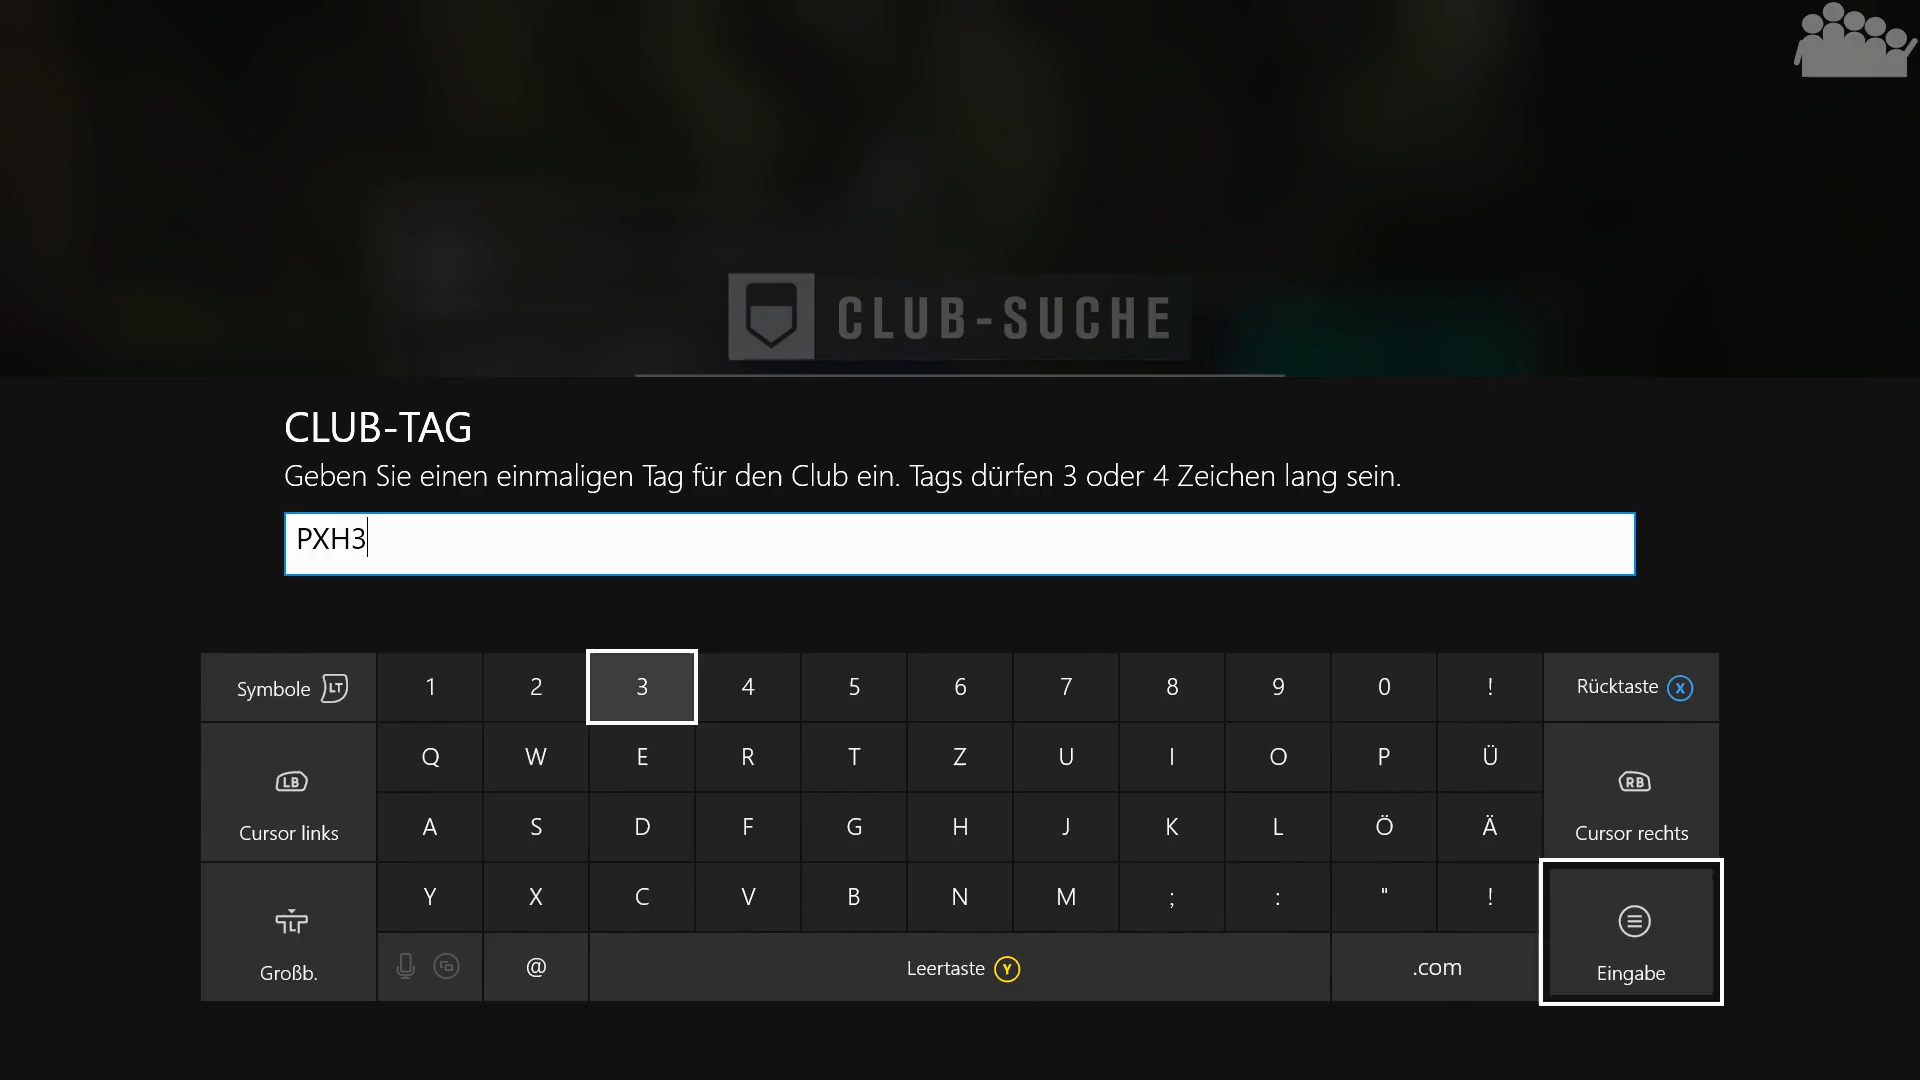 CLUB-SUCHE
CLUB-TAG
Geben Sie einen einmaligen Tag für den Club ein. Tags dürfen 3 oder 4 Zeichen lang sein.
PXH3
Symbole LT 1 2 3 4 5 6 7 8 9 0 ! Rücktaste X
Q W E R T Z U I O P Ü
LB RB
Cursor links A S D F G H J K L Ö Ä Cursor rechts
Y X C V B N M ; : " !
LT
Großb. @ Leertaste Y .com Eingabe